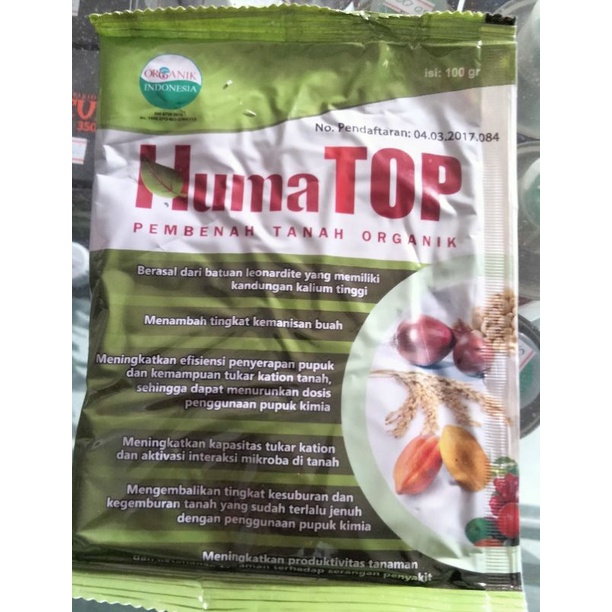 ORGANIK
INDONESIA
Isi: 100 gr
No. Pendaftaran: 04.03.2017.084
HumaTOP
PEMBENAH TANAH ORGANIK
Berasal dari batuan leonardite yang memiliki
kandungan kalium tinggi
Menambah tingkat kemanisan buah
Meningkatkan efisiensi penyerapan pupuk
dan kemampuan tukar kation tanah,
sehingga dapat menurunkan dosis
penggunaan pupuk kimia
Meningkatkan kapasitas tukar kation
dan aktivasi interaksi mikroba di tanah
Mengembalikan tingkat kesuburan dan
kegemburan tanah yang sudah terlalu jenuh
dengan penggunaan pupuk kimia
Meningkatkan produktivitas tanaman
terhadap serangan penyakit